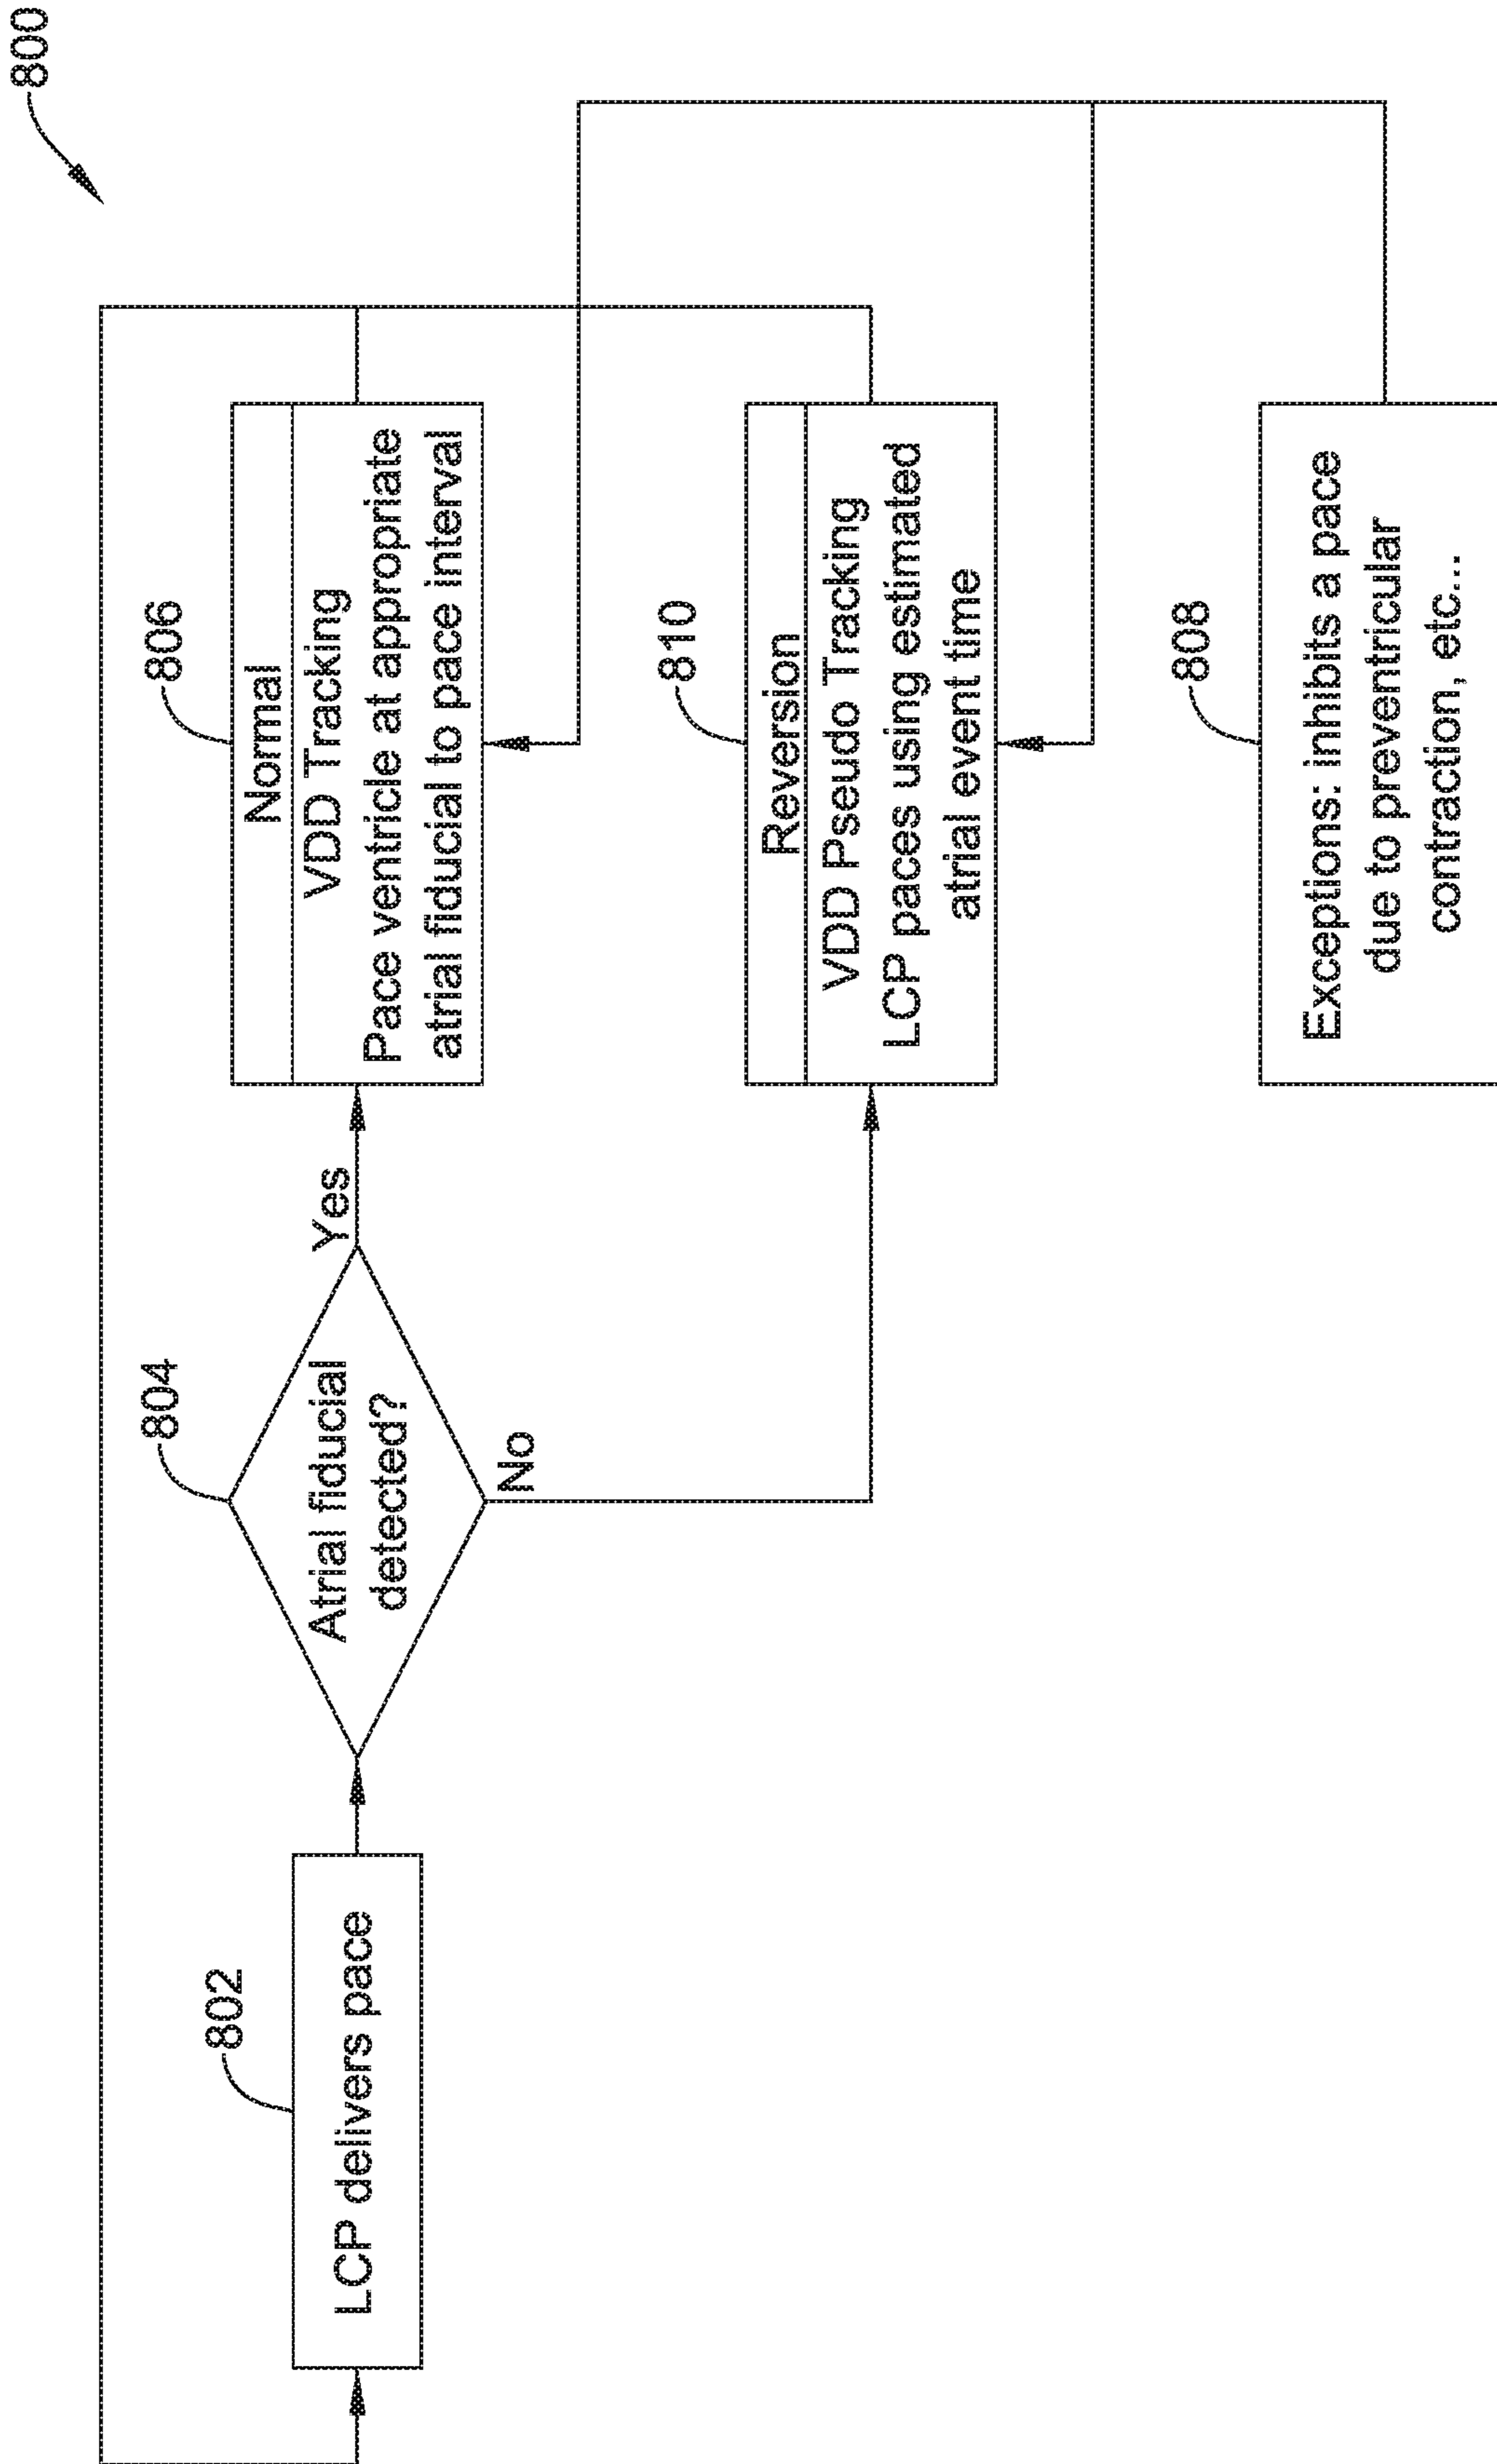 800
802
LCP delivers pace
804
Atrial fiducial
detected?
Yes
No
806
Normal
VDD Tracking
Pace ventricle at appropriate
atrial fiducial to pace interval
810
Reversion
VDD Pseudo Tracking
LCP paces using estimated
atrial event time
808
Exceptions: inhibits a pace
due to preventricular
contraction, etc...